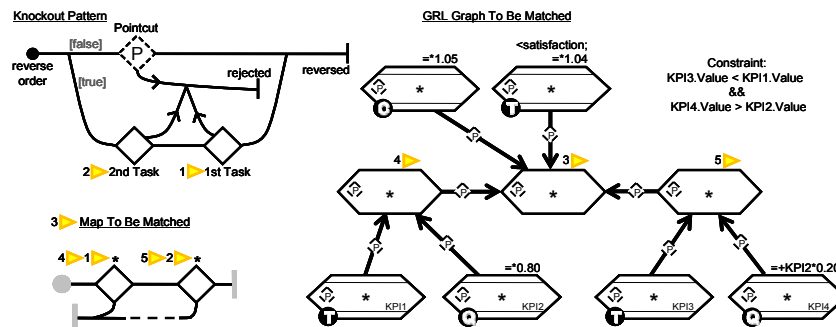 Knockout Pattern
Pointcut
[false]
P
reverse
order
[true]
rejected
reversed
2 2nd Task
1 1st Task
3 Map To Be Matched
4 1 *
5 2 *
GRL Graph To Be Matched
=*1.05
<satisfaction;
=*1.04
Constraint:
KPI3.Value < KPI1.Value
&&
KPI4.Value > KPI2.Value
P *
P *
C
T
P
P
4
3
5
P *
P
P *
P
P *
P
P
P
P
=*0.80
=+KPI2*0.20
P * KPI1
P * KPI2
P * KPI3
P * KPI4
T
Q
T
Q